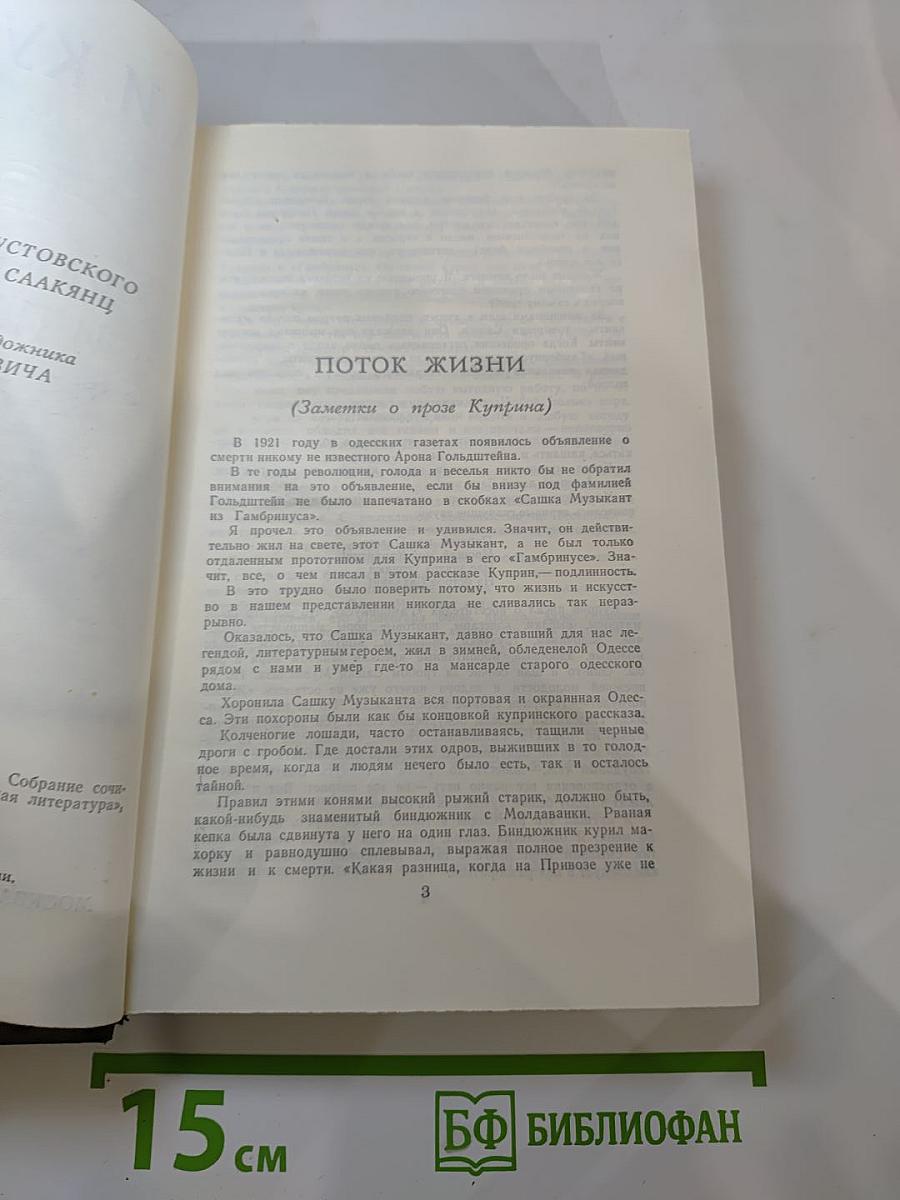 УСТОВСКОГО
СААКЯНЦ
ВИЧА
Собрание сочи-
ая литература»,
ПОТОК ЖИЗНИ
(Заметки о прозе Куприна)
В 1921 году в одесских газетах появилось объявление о
смерти никому не известного Арона Гольдштейна.
В те годы революции, голода и веселья никто бы не обратил
внимания на это объявление, если бы внизу под фамилией
Гольдштейн не было напечатано в скобках «Сашка Музыкант
из Гамбринуса».
Я прочел это объявление и удивился. Значит, он действи-
тельно жил на свете, этот Сашка Музыкант, а не был только
отдаленным прототипом для Куприна в его «Гамбринусе». Зна-
чит, все, о чем писал в этом рассказе Куприн,— подлинность.
В это трудно было поверить потому, что жизнь и искусст-
во в нашем представлении никогда не сливались так нераз-
рывно.
Оказалось, что Сашка Музыкант, давно ставший для нас ле-
гендой, литературным героем, жил в зимней, обледенелой Одессе
рядом с нами и умер где-то на мансарде старого одесского
дома.
Хоронила Сашку Музыканта вся портовая и окраинная Одес-
са. Эти похороны были как бы концовкой купринского рассказа.
Колченогие лошади, часто останавливаясь, тащили черные
дроги с гробом. Где достали этих одров, выживших в то голод-
ное время, когда и людям нечего было есть, так и осталось
тайной.
Правил этими конями высокий рыжий старик, должно быть,
какой-нибудь знаменитый биндюжник с Молдаванки. Рваная
кепка была сдвинута у него на один глаз. Биндюжник курил ма-
хорку и равнодушно сплевывал, выражая полное презрение к
жизни и к смерти. «Какая разница, когда на Привозе уже не
3
15 см
БФ БИБЛИОФАН